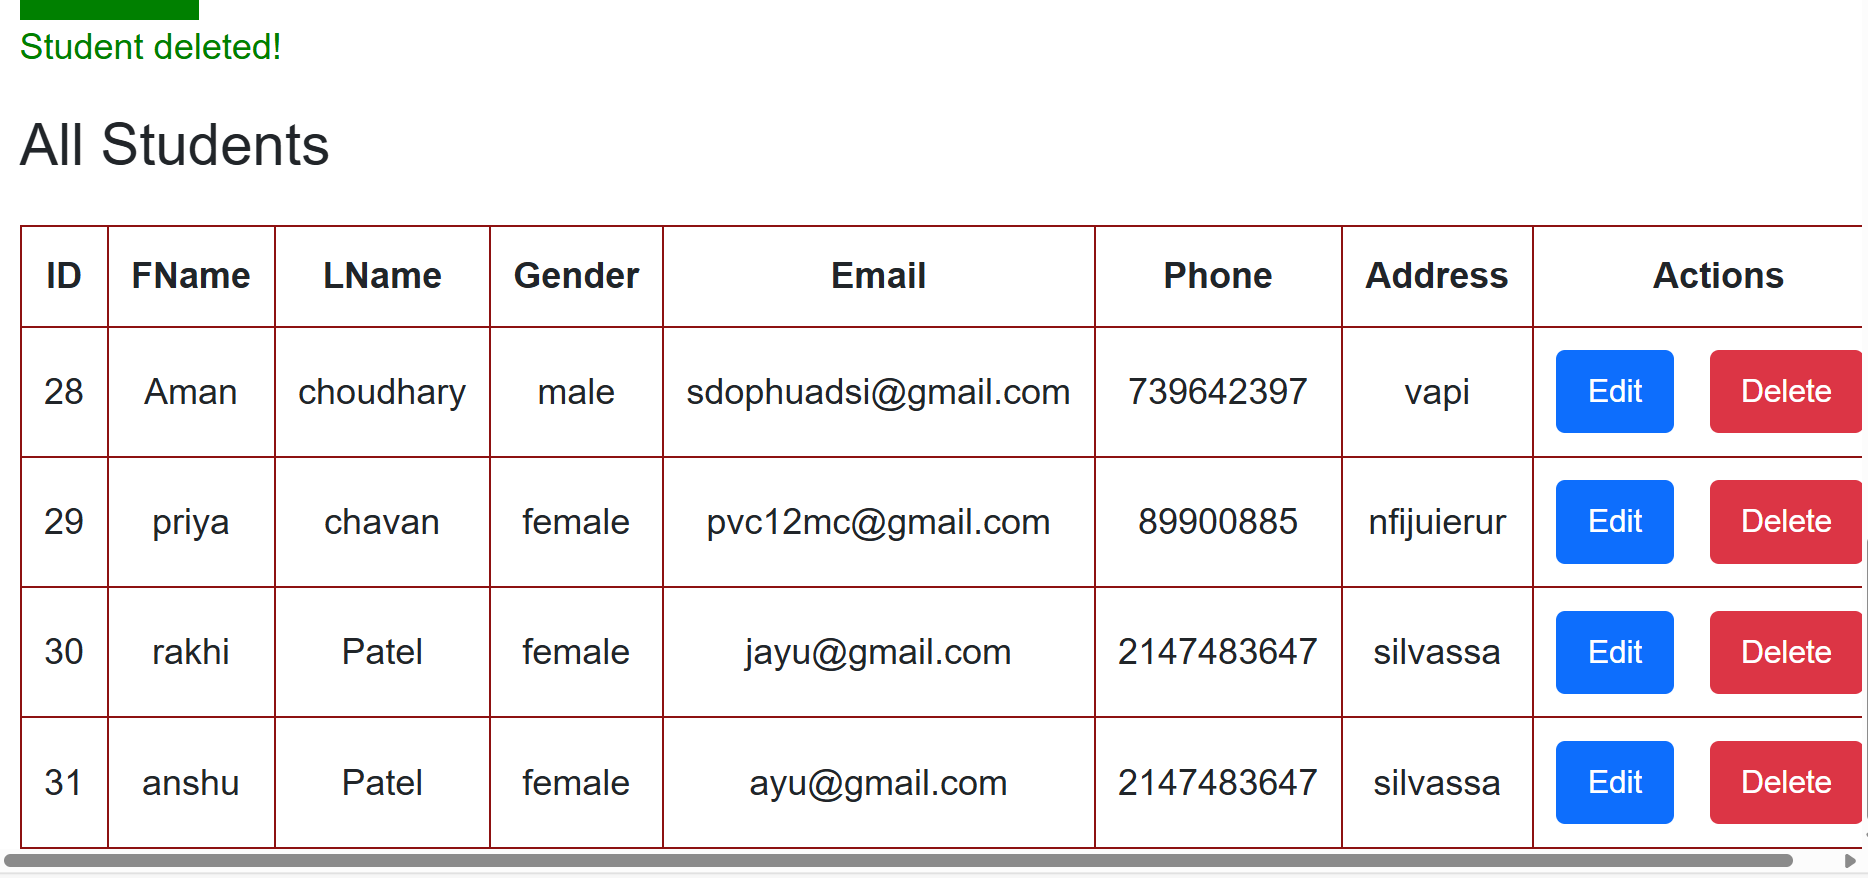 Student deleted!
All Students
ID FName LName Gender Email Phone Address Actions
28 Aman choudhary male sdophuadsi@gmail.com 739642397 vapi Edit Delete
29 priya chavan female pvc12mc@gmail.com 89900885 nfijuierur Edit Delete
30 rakhi Patel female jayu@gmail.com 2147483647 silvassa Edit Delete
31 anshu Patel female ayu@gmail.com 2147483647 silvassa Edit Delete